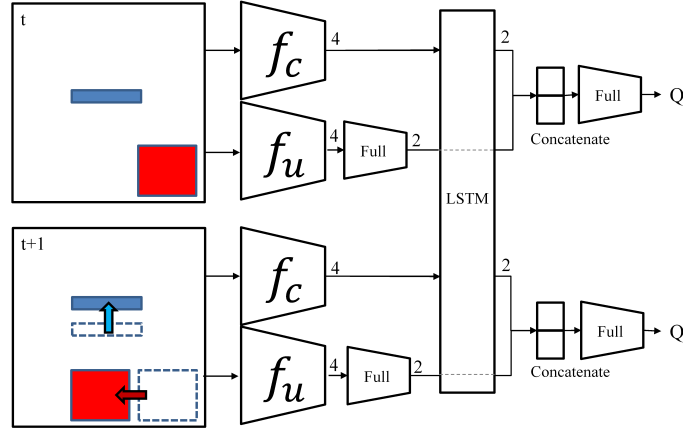 t
f_c
4
2
Full
Q
Concatenate
f_u
4
Full
2
LSTM
t+1
f_c
4
2
Full
Q
Concatenate
f_u
4
Full
2